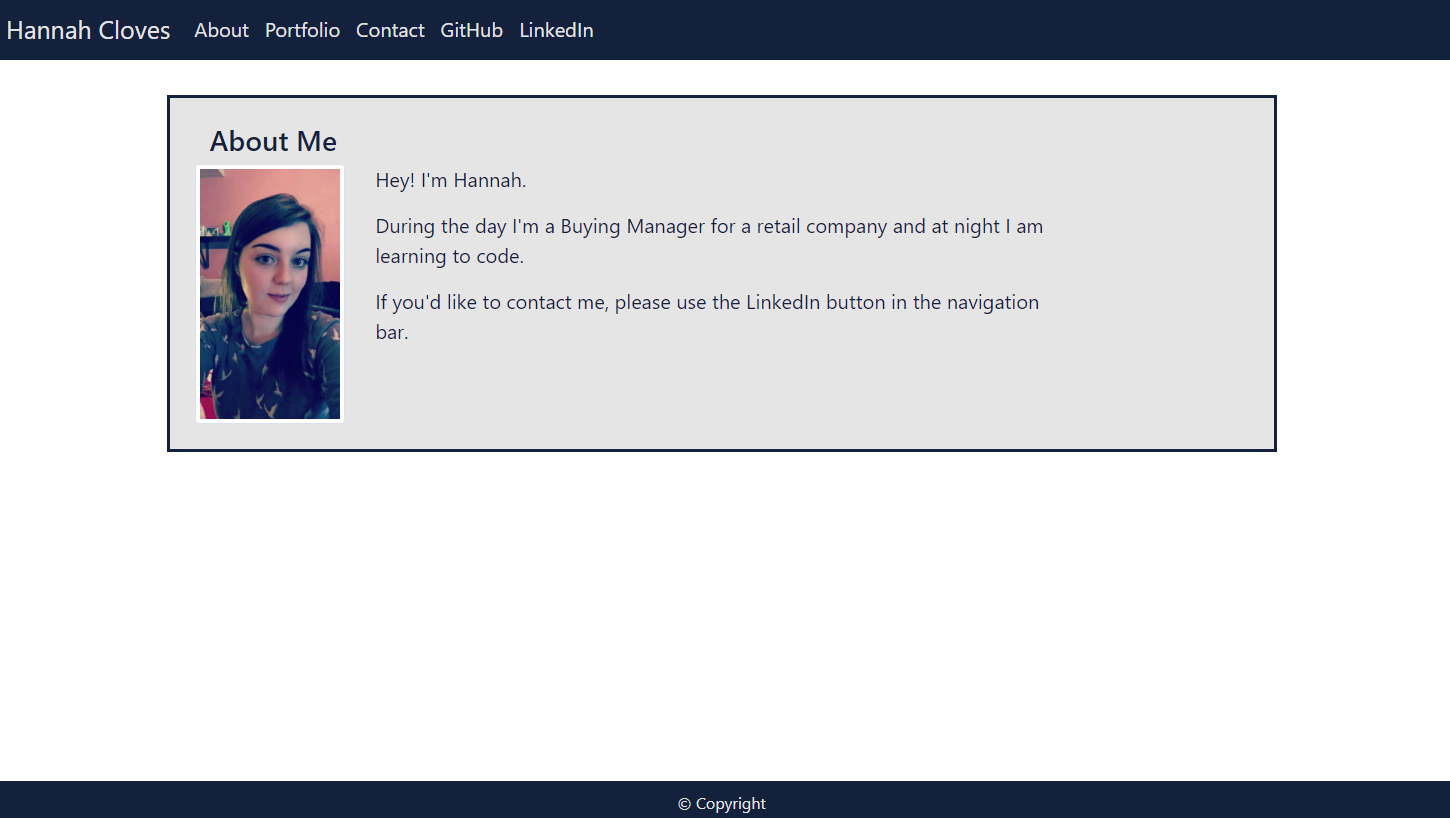 Hannah Cloves About Portfolio Contact GitHub LinkedIn
About Me
Hey! I'm Hannah.
During the day I'm a Buying Manager for a retail company and at night I am
learning to code.
If you'd like to contact me, please use the LinkedIn button in the navigation
bar.
© Copyright